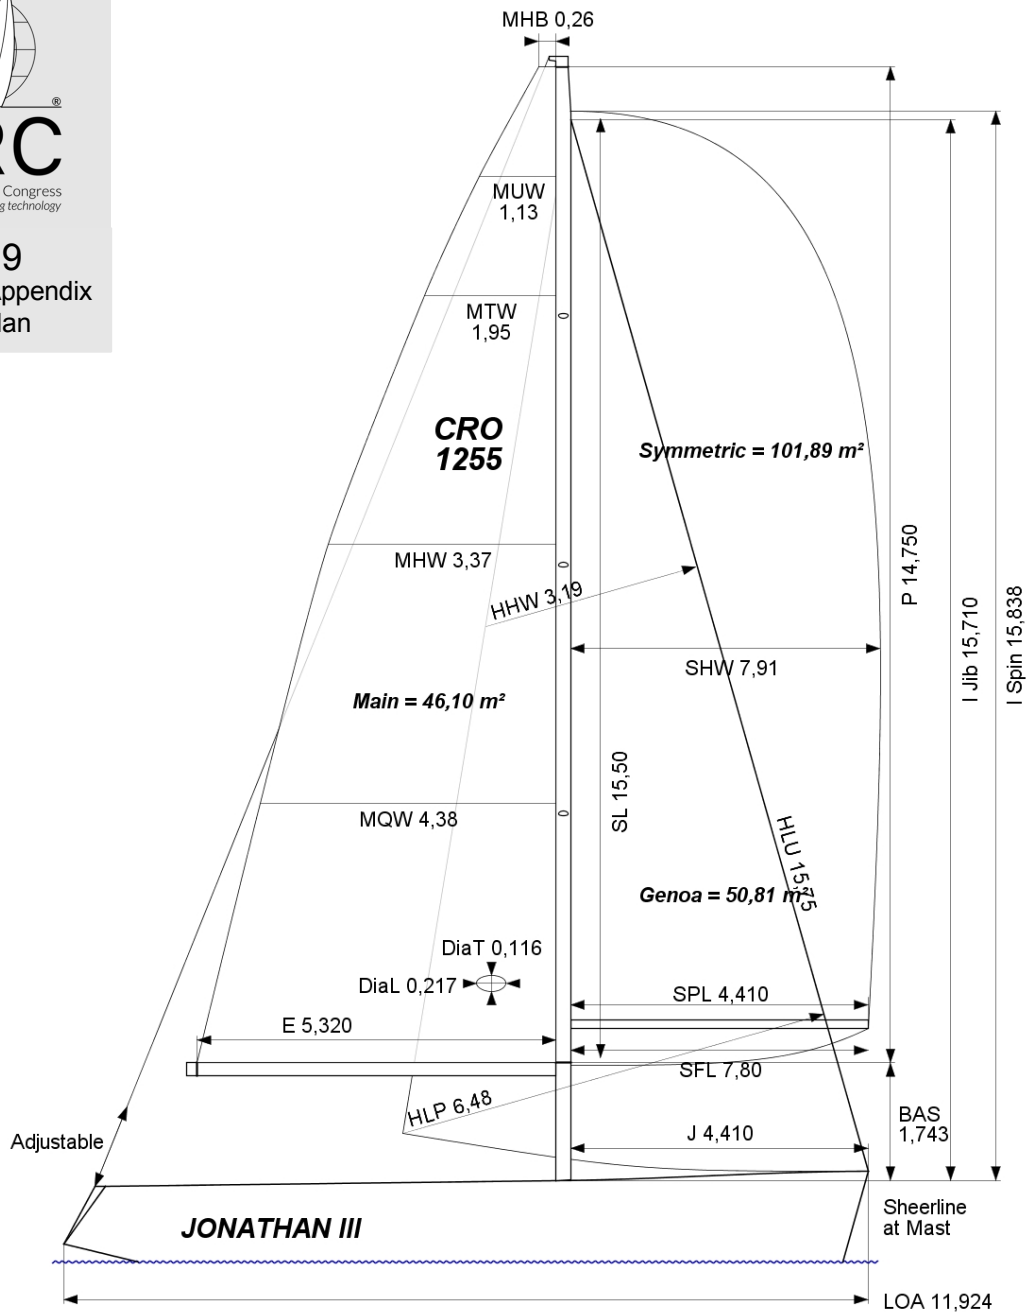 MHB 0,26
®
RC
Congress
g technology
9
Appendix
lan
MUW
1,13
MTW
1,95
CRO
1255
Symmetric = 101,89 m²
MHW 3,37
HHW 3,19
P 14,750
I Jib 15,710
I Spin 15,838
SHW 7,91
Main = 46,10 m²
SL 15,50
MQW 4,38
HLU 15,75
Genoa = 50,81 m²
DiaT 0,116
DiaL 0,217
SPL 4,410
E 5,320
SFL 7,80
HLP 6,48
BAS
1,743
J 4,410
Adjustable
Sheerline
at Mast
JONATHAN III
LOA 11,924